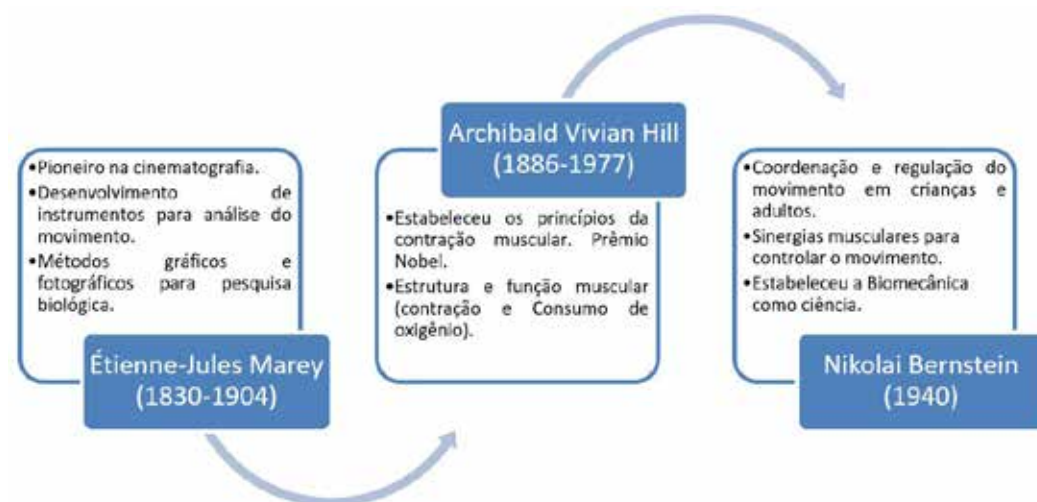 •Pioneiro na cinematografia.
•Desenvolvimento de
instrumentos para análise do
movimento.
•Métodos gráficos e
fotográficos para pesquisa
biológica.
Étienne-Jules Marey
(1830-1904)
Archibald Vivian Hill
(1886-1977)
•Estabeleceu os princípios da
contração muscular. Prêmio
Nobel.
•Estrutura e função muscular
(contração e Consumo de
oxigênio).
•Coordenação e regulação do
movimento em crianças e
adultos.
•Sinergias musculares para
controlar o movimento.
•Estabeleceu a Biomecânica
como ciência.
Nikolai Bernstein
(1940)